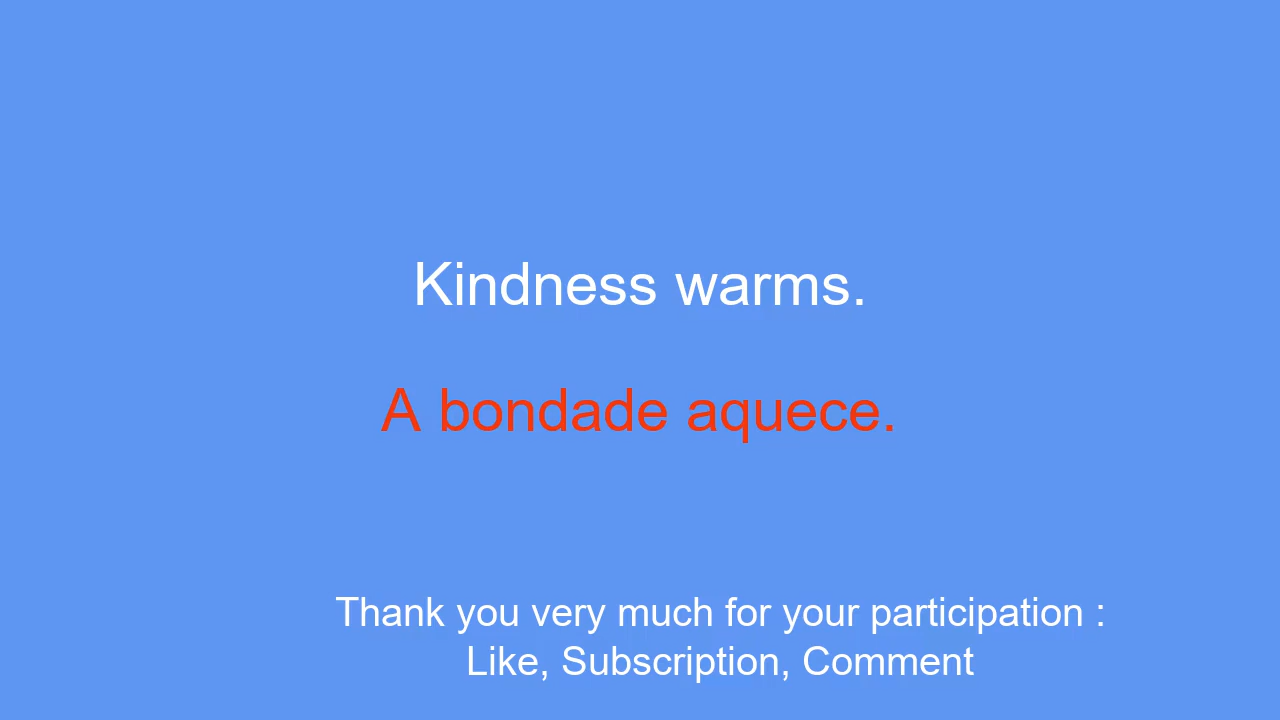 Kindness warms.
A bondade aquece.
Thank you very much for your participation :
Like, Subscription, Comment